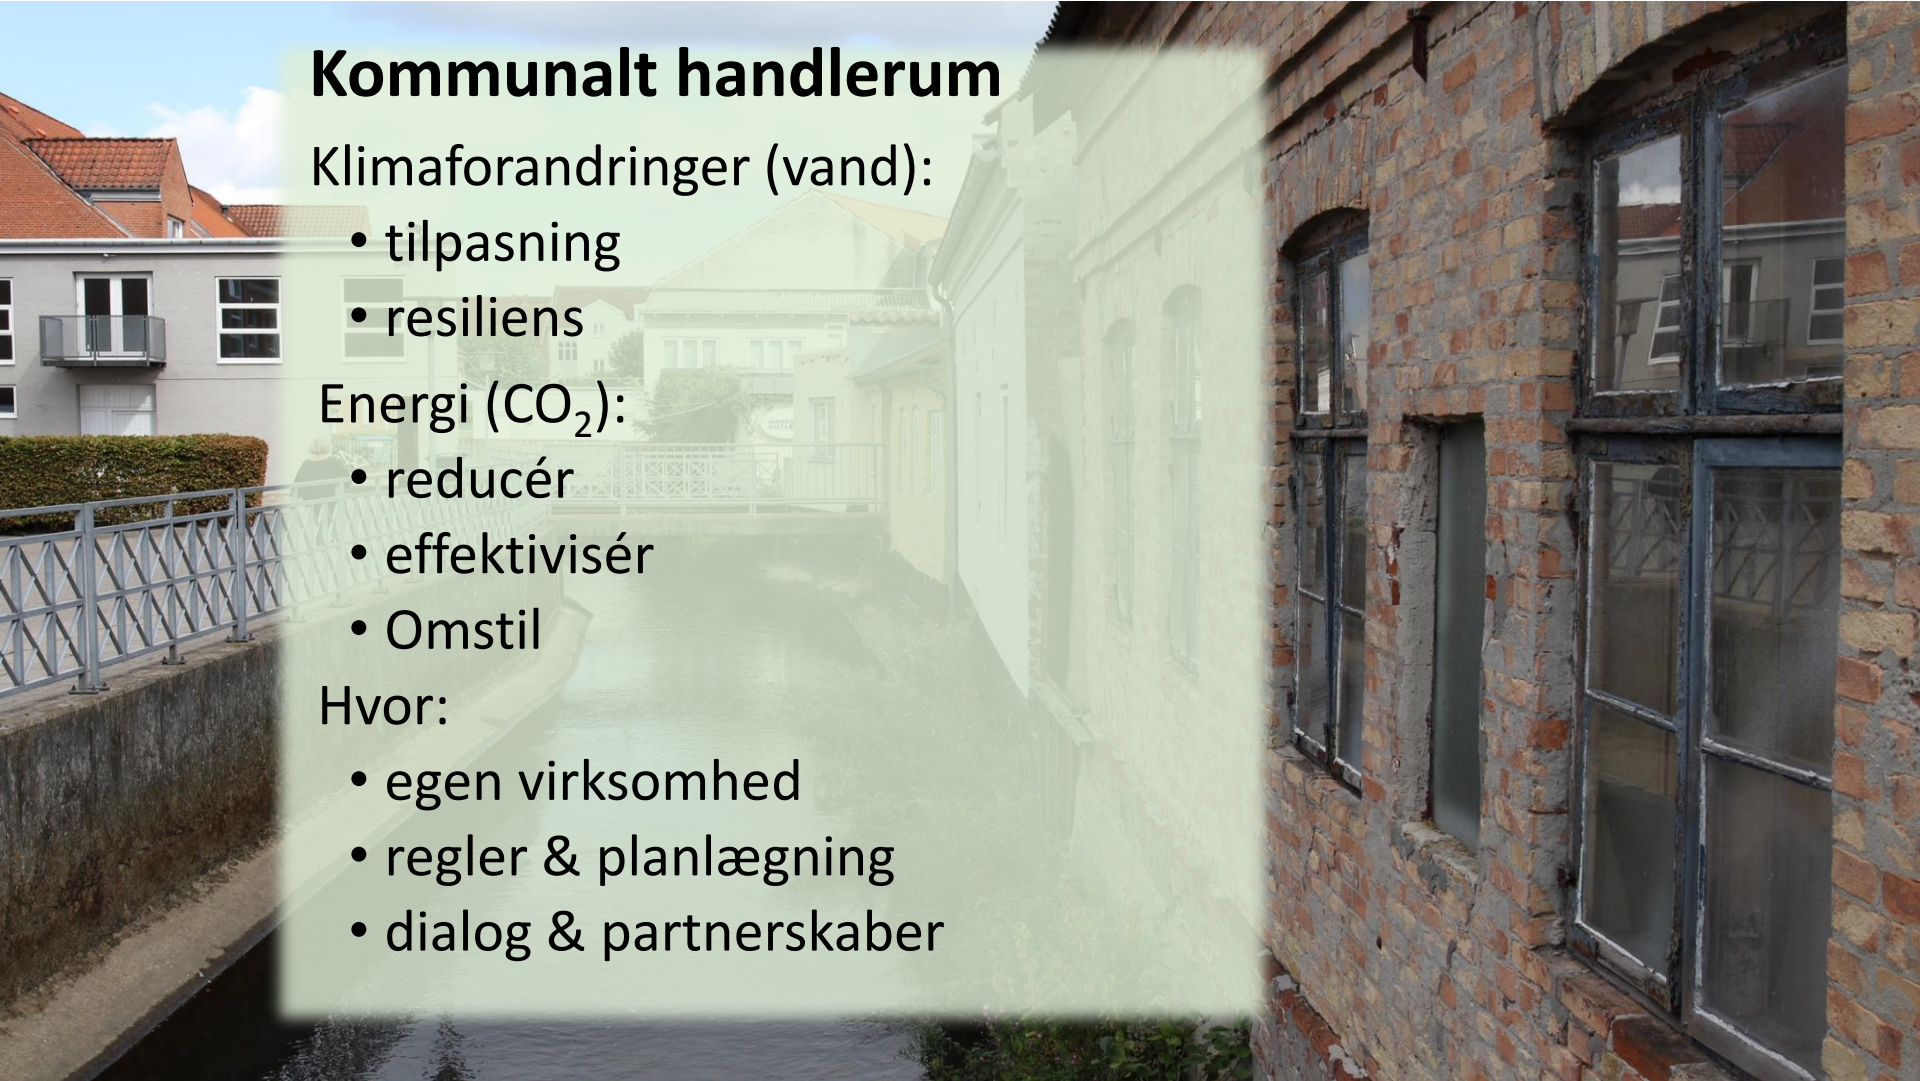 Kommunalt handlerum
Klimaforandringer (vand):
• tilpasning
• resiliens
Energi (CO₂):
• reducér
• effektivisér
• Omstil
Hvor:
• egen virksomhed
• regler & planlægning
• dialog & partnerskaber